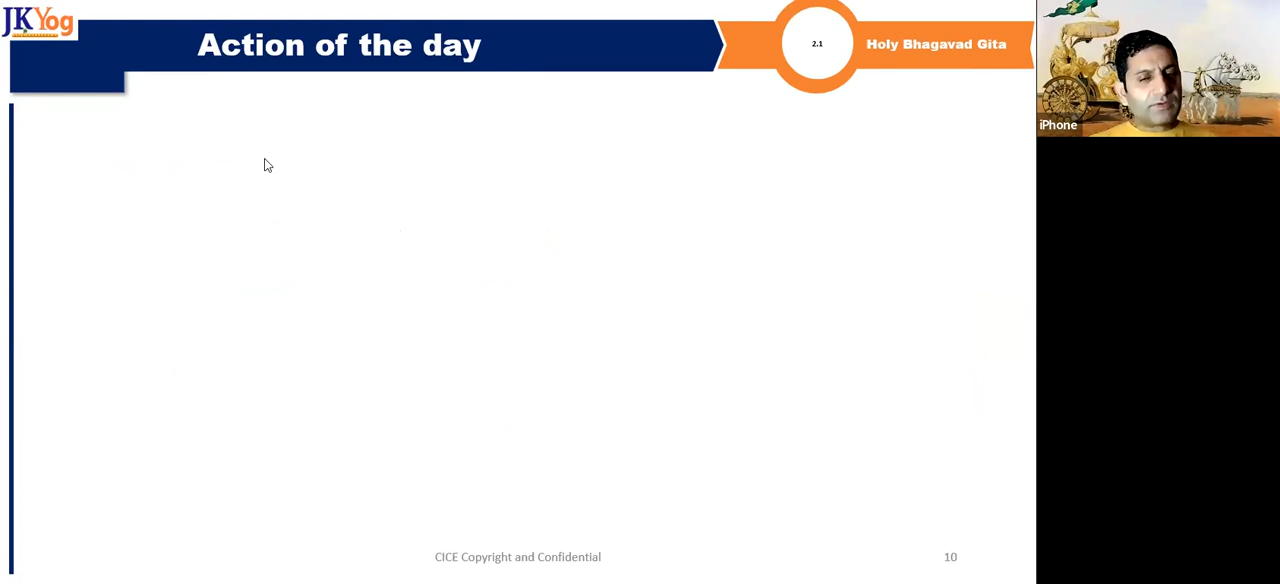 JKYog
Action of the day
2.1
Holy Bhagavad Gita
iPhone
CICE Copyright and Confidential
10